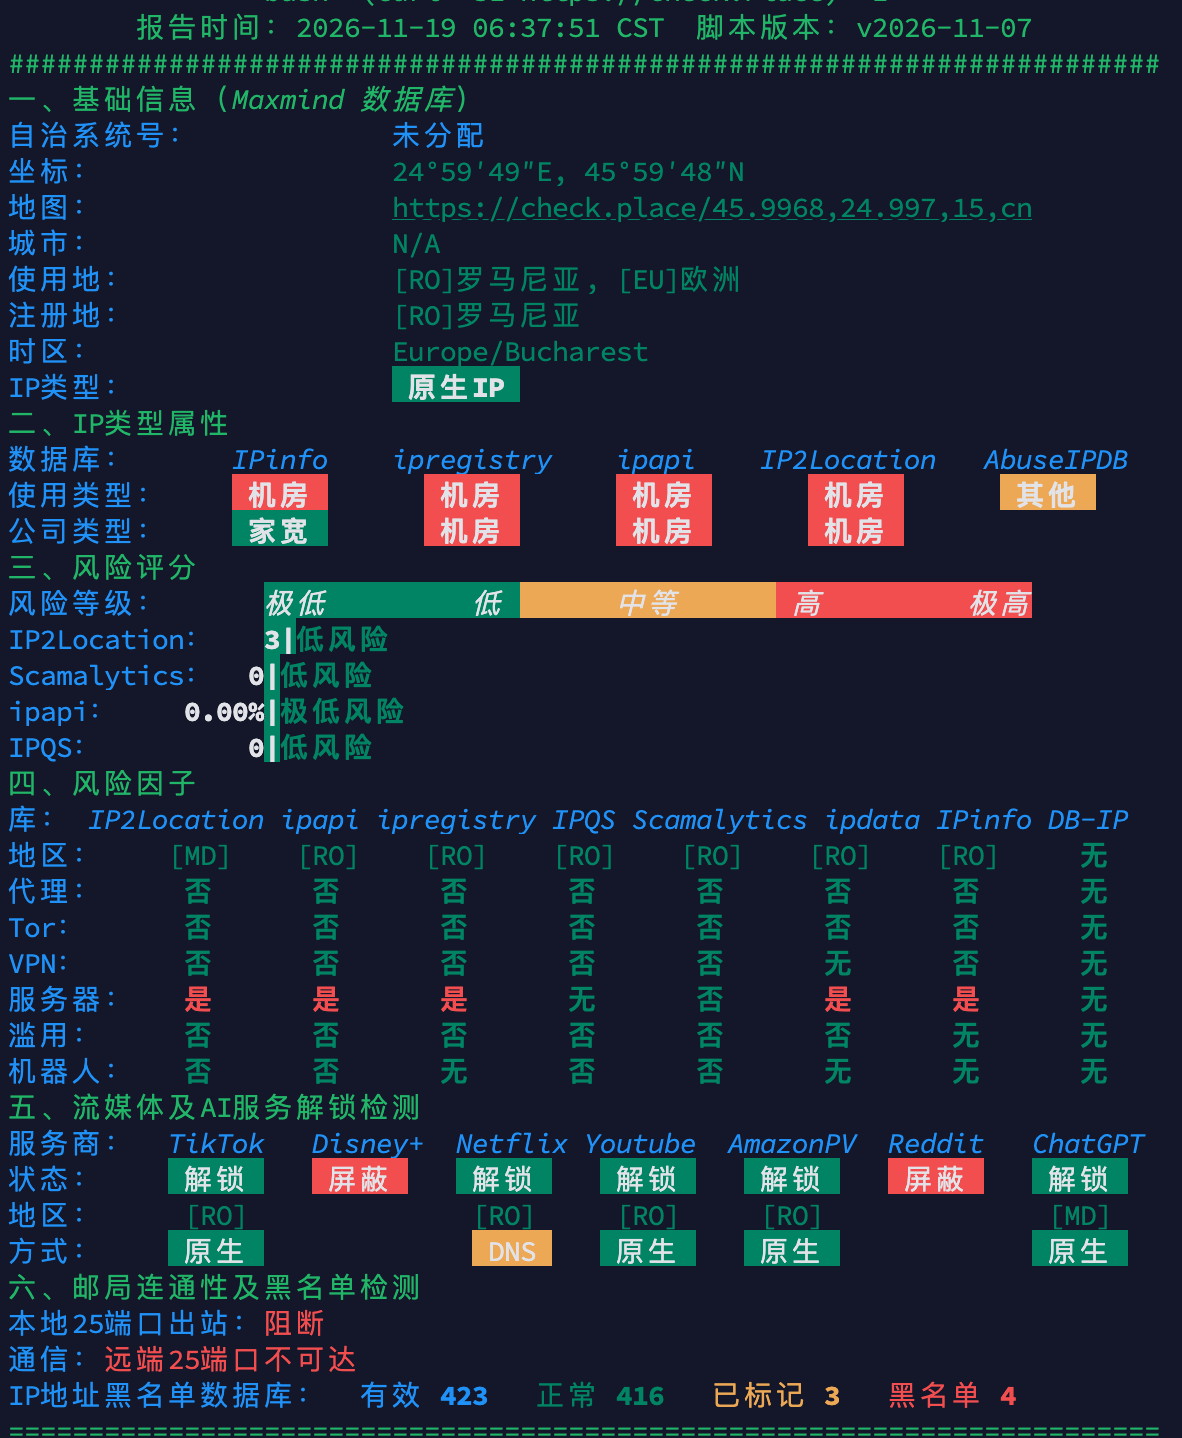 报告时间：2026-11-19 06:37:51 CST  脚本版本：v2026-11-07
########################################################################
一、基础信息（Maxmind 数据库）
自治系统号：  未分配
坐标：  24°59′49″E, 45°59′48″N
地图：  https://check.place/45.9968,24.997,15,cn
城市：  N/A
使用地：  [RO]罗马尼亚, [EU]欧洲
注册地：  [RO]罗马尼亚
时区：  Europe/Bucharest
IP类型：  原生IP
二、IP类型属性
数据库：  IPinfo  ipregistry  ipapi  IP2Location  AbuseIPDB
使用类型：  机房  机房  机房  机房  其他
公司类型：  家宽  机房  机房  机房
三、风险评分
风险等级：  极低  低  中等  高  极高
IP2Location：  3|低风险
Scamalytics：  0|低风险
ipapi：  0.00%|极低风险
IPQS：  0|低风险
四、风险因子
库：  IP2Location ipapi ipregistry IPQS Scamalytics ipdata IPinfo DB-IP
地区：  [MD]  [RO]  [RO]  [RO]  [RO]  [RO]  [RO]  无
代理：  否  否  否  否  否  否  否  无
Tor：  否  否  否  否  否  否  否  无
VPN：  否  否  否  否  否  无  否  无
服务器：  是  是  是  无  否  是  是  无
滥用：  否  否  否  否  否  否  无  无
机器人：  否  否  无  否  否  无  无  无
五、流媒体及AI服务解锁检测
服务商：  TikTok  Disney+  Netflix  Youtube  AmazonPV  Reddit  ChatGPT
状态：  解锁  屏蔽  解锁  解锁  解锁  屏蔽  解锁
地区：  [RO]  [RO]  [RO]  [RO]  [MD]
方式：  原生  DNS  原生  原生  原生
六、邮局连通性及黑名单检测
本地25端口出站：阻断
通信：远端25端口不可达
IP地址黑名单数据库：  有效 423  正常 416  已标记 3  黑名单 4
========================================================================